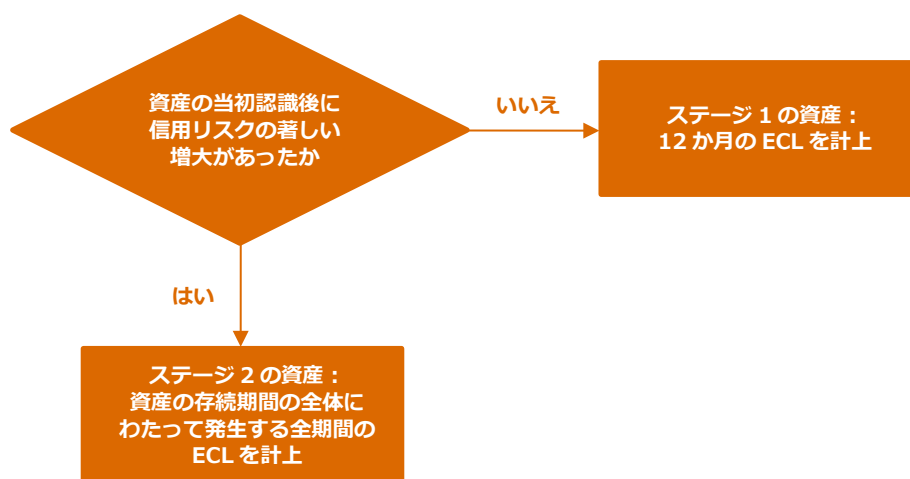 資産の当初認識後に
信用リスクの著しい
増大があったか
いいえ
ステージ 1 の資産：
12 か月の ECL を計上
はい
ステージ 2 の資産：
資産の存続期間の全体に
わたって発生する全期間の
ECL を計上